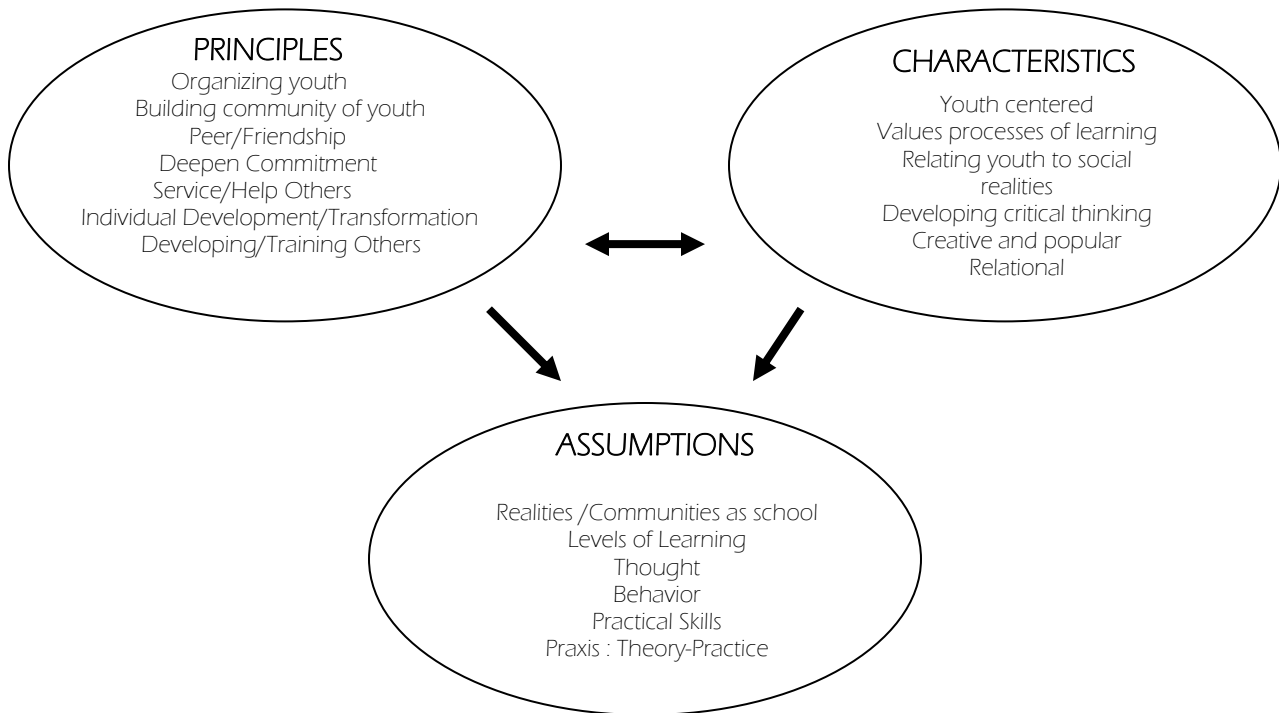 PRINCIPLES
Organizing youth
Building community of youth
Peer/Friendship
Deepen Commitment
Service/Help Others
Individual Development/Transformation
Developing/Training Others
CHARACTERISTICS
Youth centered
Values processes of learning
Relating youth to social
realities
Developing critical thinking
Creative and popular
Relational
ASSUMPTIONS
Realities /Communities as school
Levels of Learning
Thought
Behavior
Practical Skills
Praxis : Theory-Practice